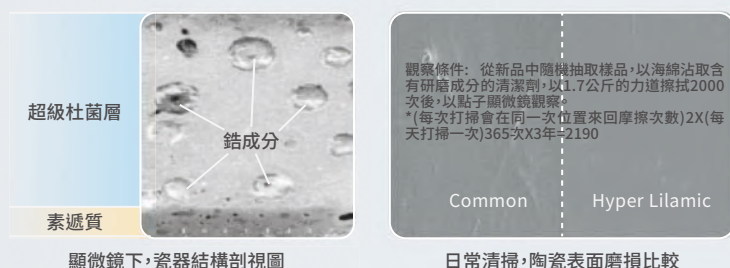 超級杜菌層
鋯成分
素遞質
顯微鏡下,瓷器結構剖視圖
觀察條件: 從新品中隨機抽取樣品,以海綿沾取含
有研磨成分的清潔劑,以1.7公斤的力道擦拭2000
次後,以點子顯微鏡觀察。
*(每次打掃會在同一次位置來回摩擦次數)2X(每
天打掃一次)365次X3年=2190
Common
Hyper Lilamic
日常清掃,陶瓷表面磨損比較